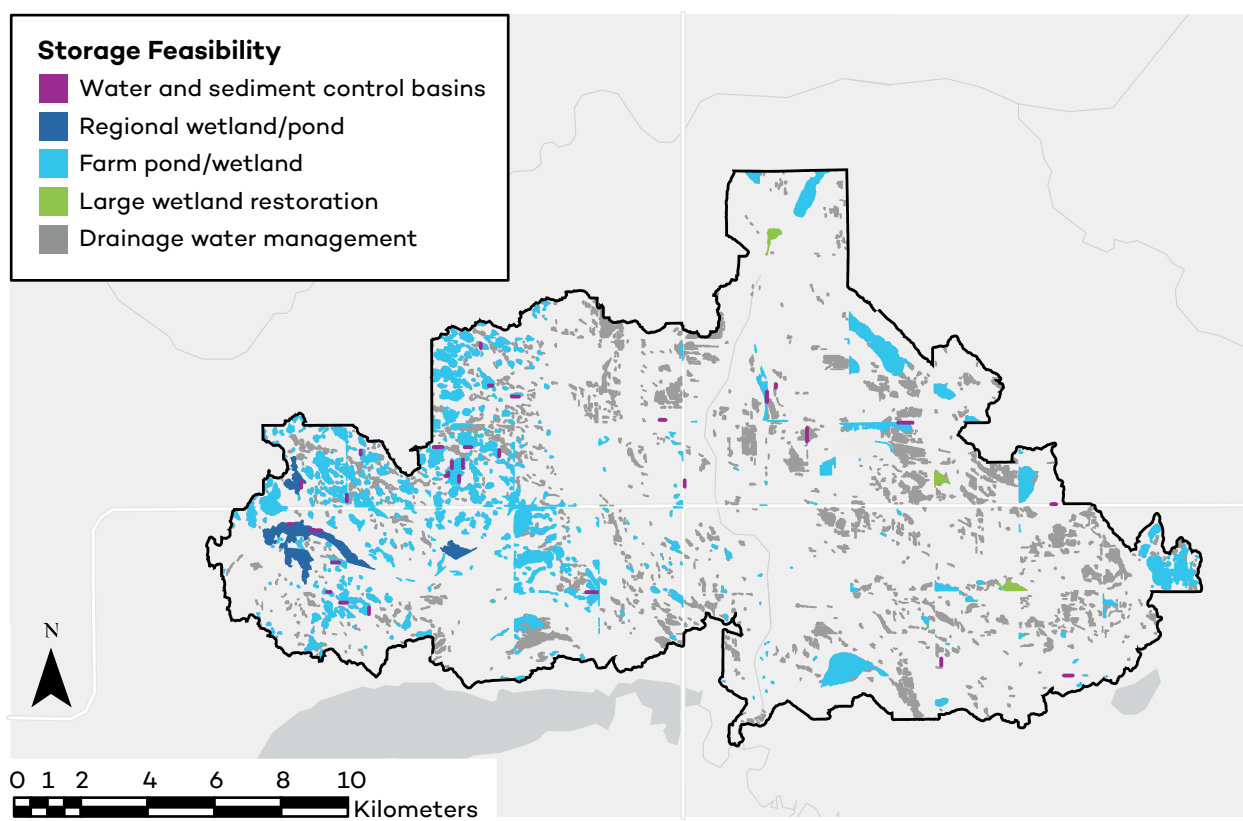 Storage Feasibility
Water and sediment control basins
Regional wetland/pond
Farm pond/wetland
Large wetland restoration
Drainage water management
N
0 1 2 4 6 8 10
Kilometers